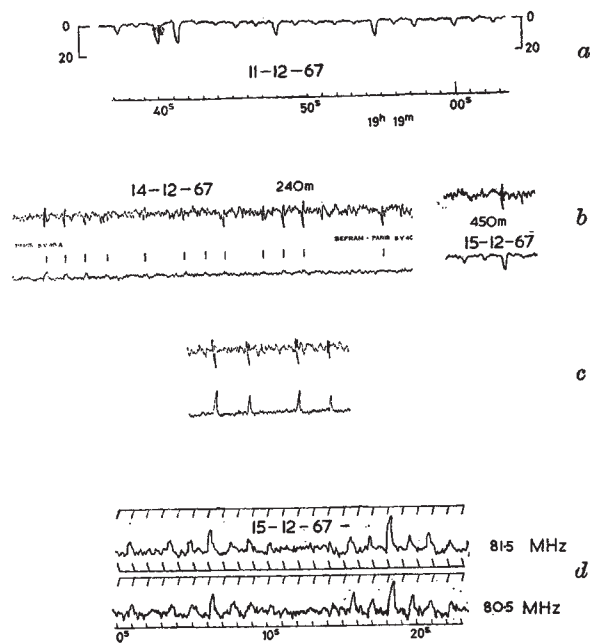 0
20
0
20
a
11-12-67
40ˢ
50ˢ
00ˢ
19ʰ 19ᵐ
14-12-67
240m
b
450m
15-12-67
c
15-12-67
81·5 MHz
d
80·5 MHz
0ˢ
10ˢ
20ˢ